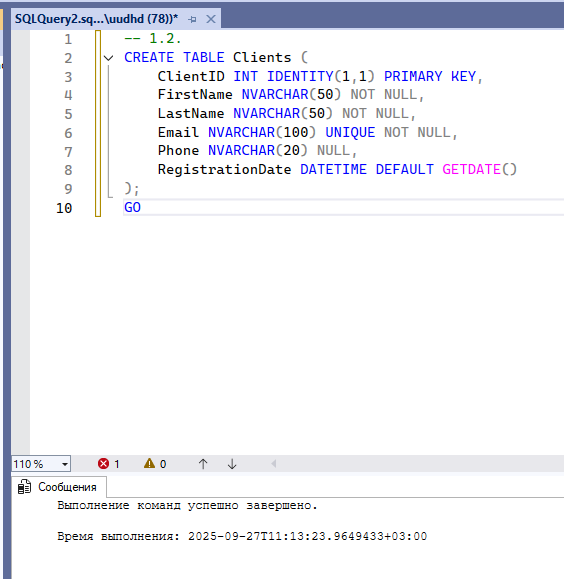 SQLQuery2.sq...\uudhd (78))*
1 -- 1.2.
2 CREATE TABLE Clients (
3 ClientID INT IDENTITY(1,1) PRIMARY KEY,
4 FirstName NVARCHAR(50) NOT NULL,
5 LastName NVARCHAR(50) NOT NULL,
6 Email NVARCHAR(100) UNIQUE NOT NULL,
7 Phone NVARCHAR(20) NULL,
8 RegistrationDate DATETIME DEFAULT GETDATE()
9 );
10 GO
110 % 1 0
Сообщения
Выполнение команд успешно завершено.
Время выполнения: 2025-09-27T11:13:23.9649433+03:00